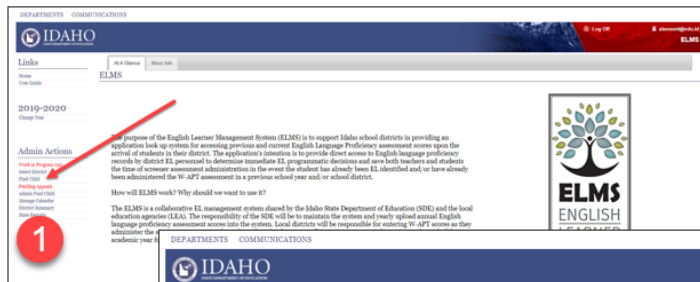 DEPARTMENTS COMMUNICATIONS
IDAHO
STATE DEPARTMENT OF EDUCATION
Log Off
ELMS
Links
Home
User Guide
2019-2020
Change Year
Admin Actions
Work in Progress
Select District
Find Child
Pending Appeals
Admin Find Child
Manage Calendar
District Summary
State Reports
1
At A Glance More Info
ELMS
The purpose of the English Learner Management System (ELMS) is to support Idaho school districts in providing an
application look up system for accessing previous and current English Language Proficiency assessment scores upon the
arrival of students in their district. The application's intention is to provide direct access to English language proficiency
records by district EL personnel to determine immediate EL programmatic decisions and save both teachers and students
the time of screener assessment administration in the event the student has already been EL identified and/or have already
been administered the W-APT assessment in a previous school year and/or school district.
How will ELMS work? Why should we want to use it?
The ELMS is a collaborative EL management system shared by the Idaho State Department of Education (SDE) and the local
education agencies (LEA). The responsibility of the SDE will be to maintain the system and yearly upload annual English
language proficiency assessment scores into the system. Local districts will be responsible for entering W-APT scores as they
administer the
academic year
ELMS
ENGLISH
LEARNER
DEPARTMENTS COMMUNICATIONS
IDAHO
STATE DEPARTMENT OF EDUCATION